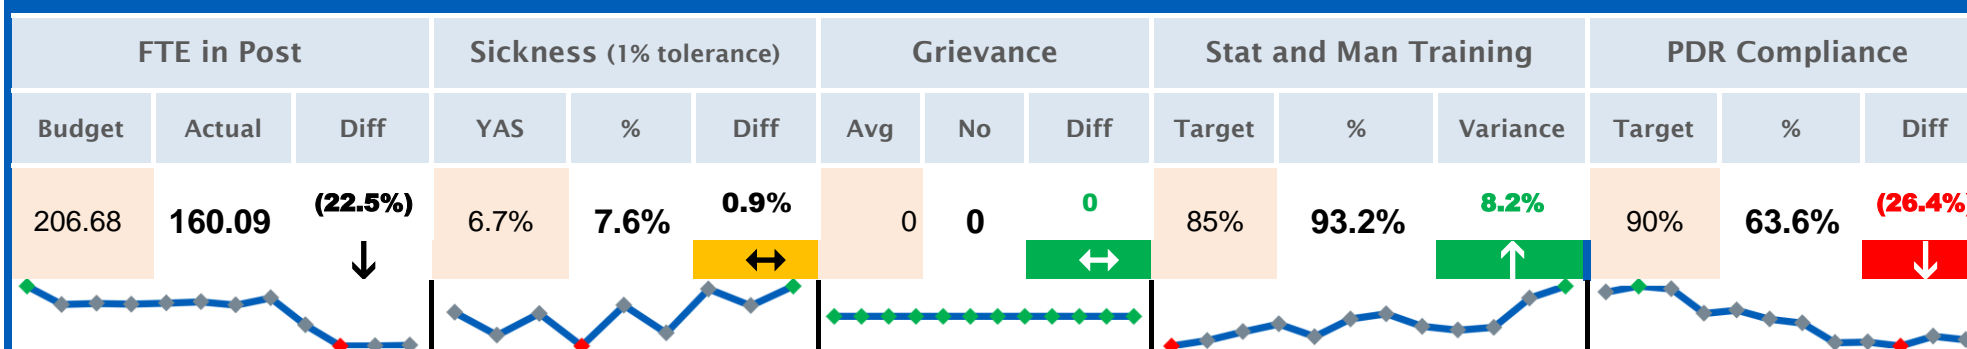 FTE in Post Sickness (1% tolerance) Grievance Stat and Man Training PDR Compliance
Budget Actual Diff YAS % Diff Avg No Diff Target % Variance Target % Diff
206.68 160.09 (22.5%) 6.7% 7.6% 0.9% 0 0 0 85% 93.2% 8.2% 90% 63.6% (26.4%)